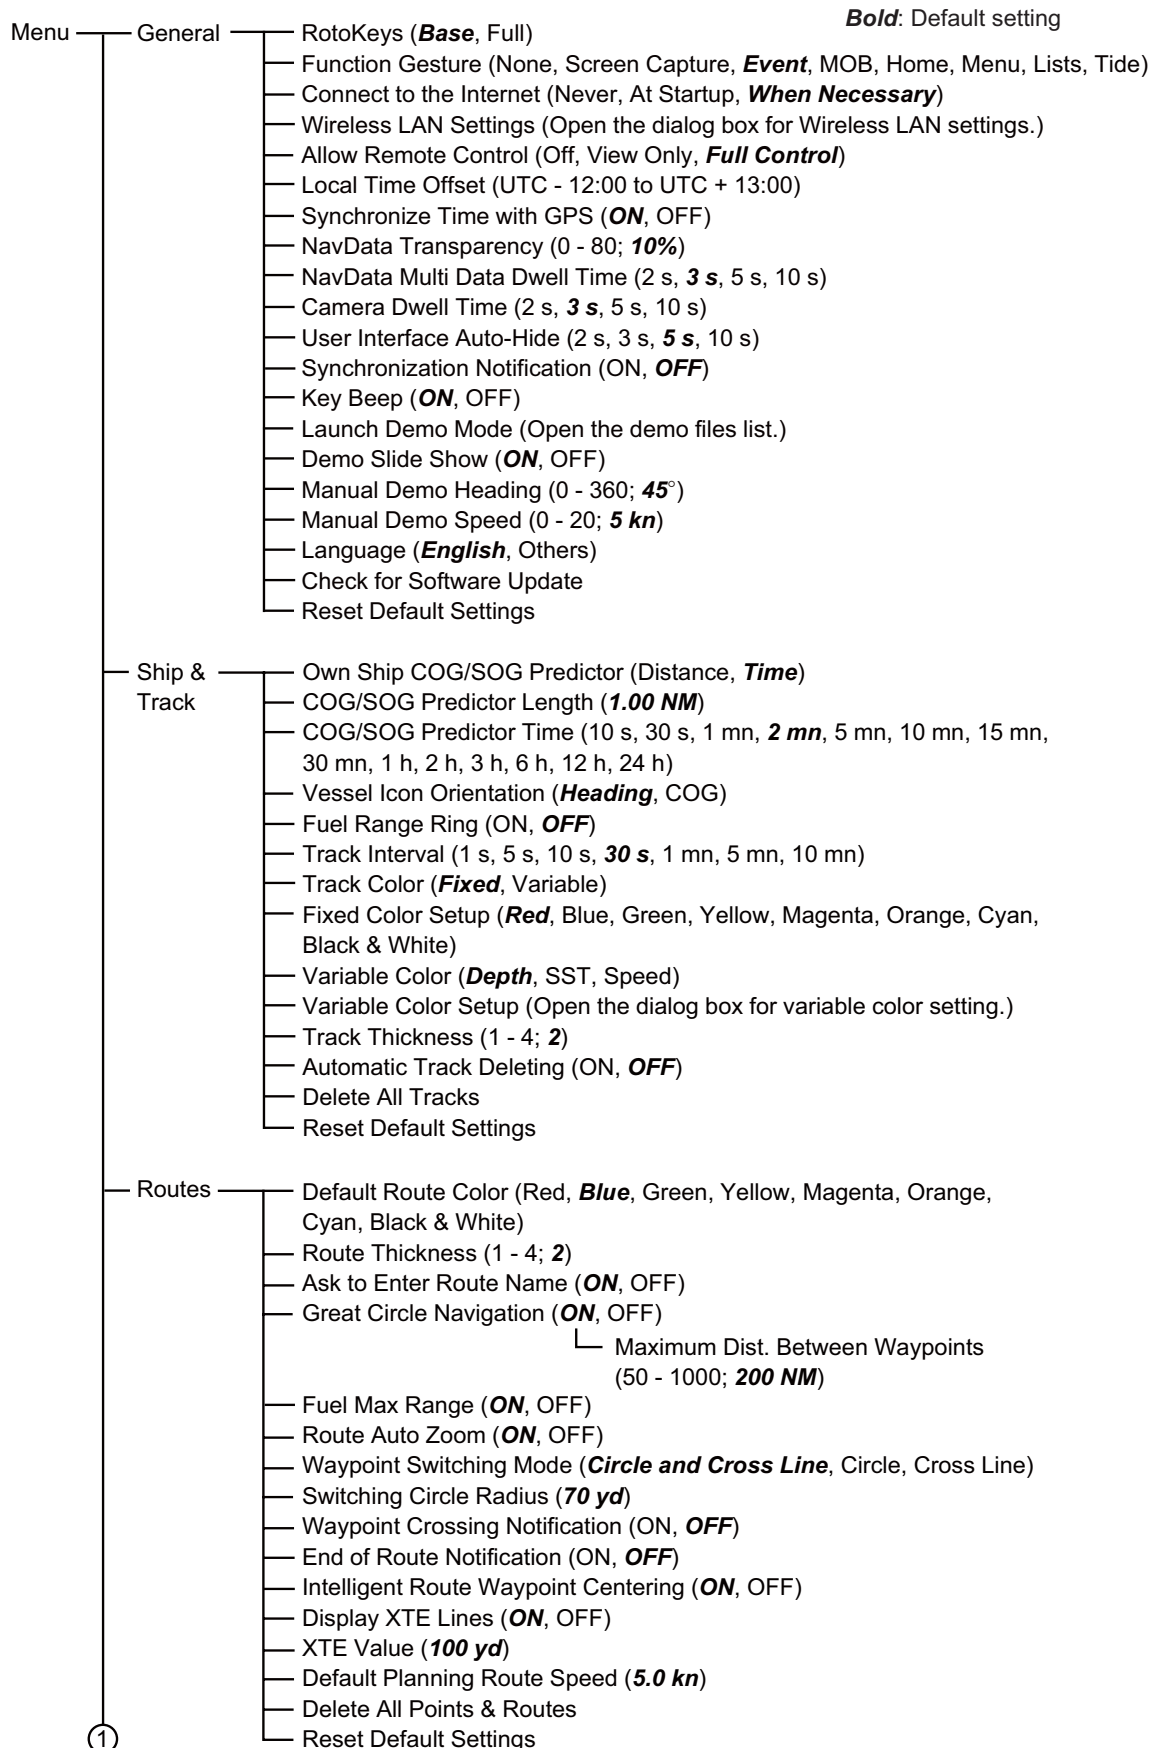 Bold: Default setting
Menu
General
RotoKeys (Base, Full)
Function Gesture (None, Screen Capture, Event, MOB, Home, Menu, Lists, Tide)
Connect to the Internet (Never, At Startup, When Necessary)
Wireless LAN Settings (Open the dialog box for Wireless LAN settings.)
Allow Remote Control (Off, View Only, Full Control)
Local Time Offset (UTC - 12:00 to UTC + 13:00)
Synchronize Time with GPS (ON, OFF)
NavData Transparency (0 - 80; 10%)
NavData Multi Data Dwell Time (2 s, 3 s, 5 s, 10 s)
Camera Dwell Time (2 s, 3 s, 5 s, 10 s)
User Interface Auto-Hide (2 s, 3 s, 5 s, 10 s)
Synchronization Notification (ON, OFF)
Key Beep (ON, OFF)
Launch Demo Mode (Open the demo files list.)
Demo Slide Show (ON, OFF)
Manual Demo Heading (0 - 360; 45°)
Manual Demo Speed (0 - 20; 5 kn)
Language (English, Others)
Check for Software Update
Reset Default Settings
Ship &
Track
Own Ship COG/SOG Predictor (Distance, Time)
COG/SOG Predictor Length (1.00 NM)
COG/SOG Predictor Time (10 s, 30 s, 1 mn, 2 mn, 5 mn, 10 mn, 15 mn,
30 mn, 1 h, 2 h, 3 h, 6 h, 12 h, 24 h)
Vessel Icon Orientation (Heading, COG)
Fuel Range Ring (ON, OFF)
Track Interval (1 s, 5 s, 10 s, 30 s, 1 mn, 5 mn, 10 mn)
Track Color (Fixed, Variable)
Fixed Color Setup (Red, Blue, Green, Yellow, Magenta, Orange, Cyan,
Black & White)
Variable Color (Depth, SST, Speed)
Variable Color Setup (Open the dialog box for variable color setting.)
Track Thickness (1 - 4; 2)
Automatic Track Deleting (ON, OFF)
Delete All Tracks
Reset Default Settings
Routes
Default Route Color (Red, Blue, Green, Yellow, Magenta, Orange,
Cyan, Black & White)
Route Thickness (1 - 4; 2)
Ask to Enter Route Name (ON, OFF)
Great Circle Navigation (ON, OFF)
Maximum Dist. Between Waypoints
(50 - 1000; 200 NM)
Fuel Max Range (ON, OFF)
Route Auto Zoom (ON, OFF)
Waypoint Switching Mode (Circle and Cross Line, Circle, Cross Line)
Switching Circle Radius (70 yd)
Waypoint Crossing Notification (ON, OFF)
End of Route Notification (ON, OFF)
Intelligent Route Waypoint Centering (ON, OFF)
Display XTE Lines (ON, OFF)
XTE Value (100 yd)
Default Planning Route Speed (5.0 kn)
Delete All Points & Routes
Reset Default Settings
1